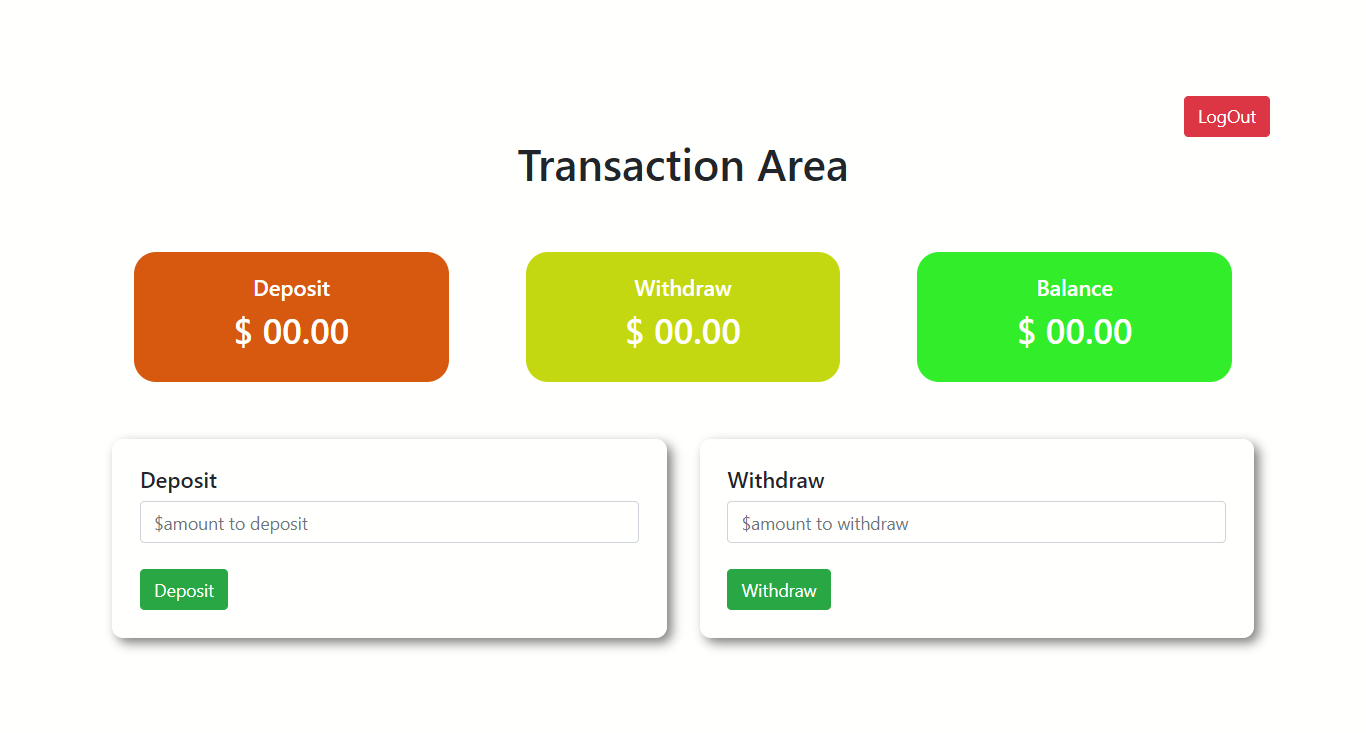 LogOut
Transaction Area
Deposit
$ 00.00
Withdraw
$ 00.00
Balance
$ 00.00
Deposit
$amount to deposit
Deposit
Withdraw
$amount to withdraw
Withdraw